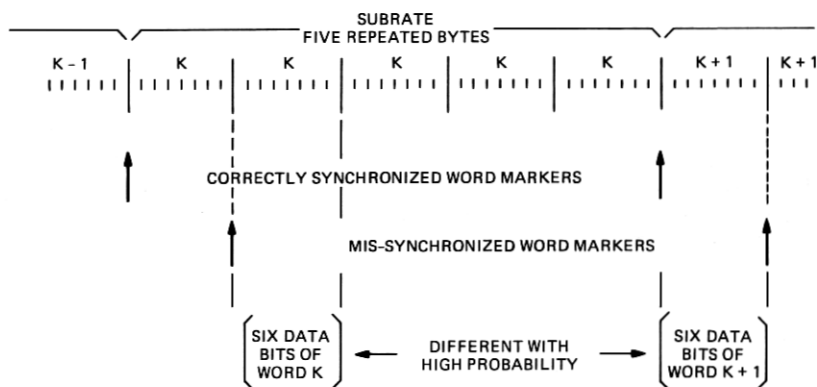 SUBRATE
FIVE REPEATED BYTES
K-1 K K K K K K+1 K+1
CORRECTLY SYNCHRONIZED WORD MARKERS
MIS-SYNCHRONIZED WORD MARKERS
SIX DATA
BITS OF
WORD K
DIFFERENT WITH
HIGH PROBABILITY
SIX DATA
BITS OF
WORD K+1